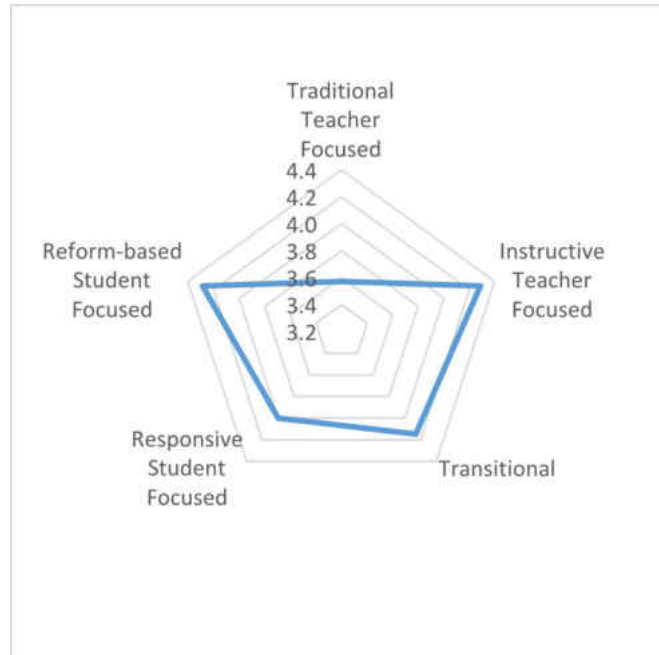 Traditional
Teacher
Focused
4.4
4.2
4.0
3.8
3.6
3.4
3.2
Reform-based
Student
Focused
Instructive
Teacher
Focused
Responsive
Student
Focused
Transitional